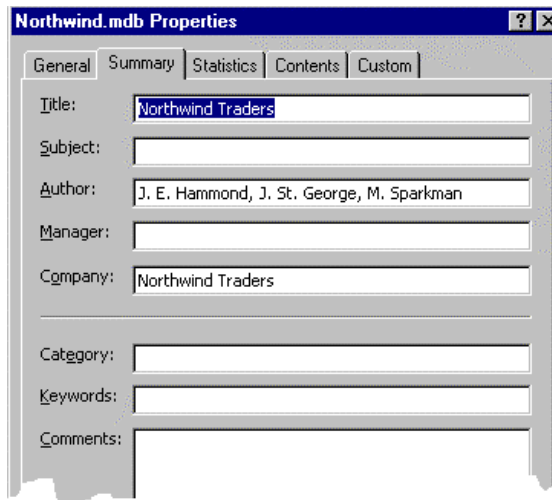 Northwind.mdb Properties
General Summary Statistics Contents Custom
Title: Northwind Traders
Subject:
Author: J. E. Hammond, J. St. George, M. Sparkman
Manager:
Company: Northwind Traders
Category:
Keywords:
Comments: